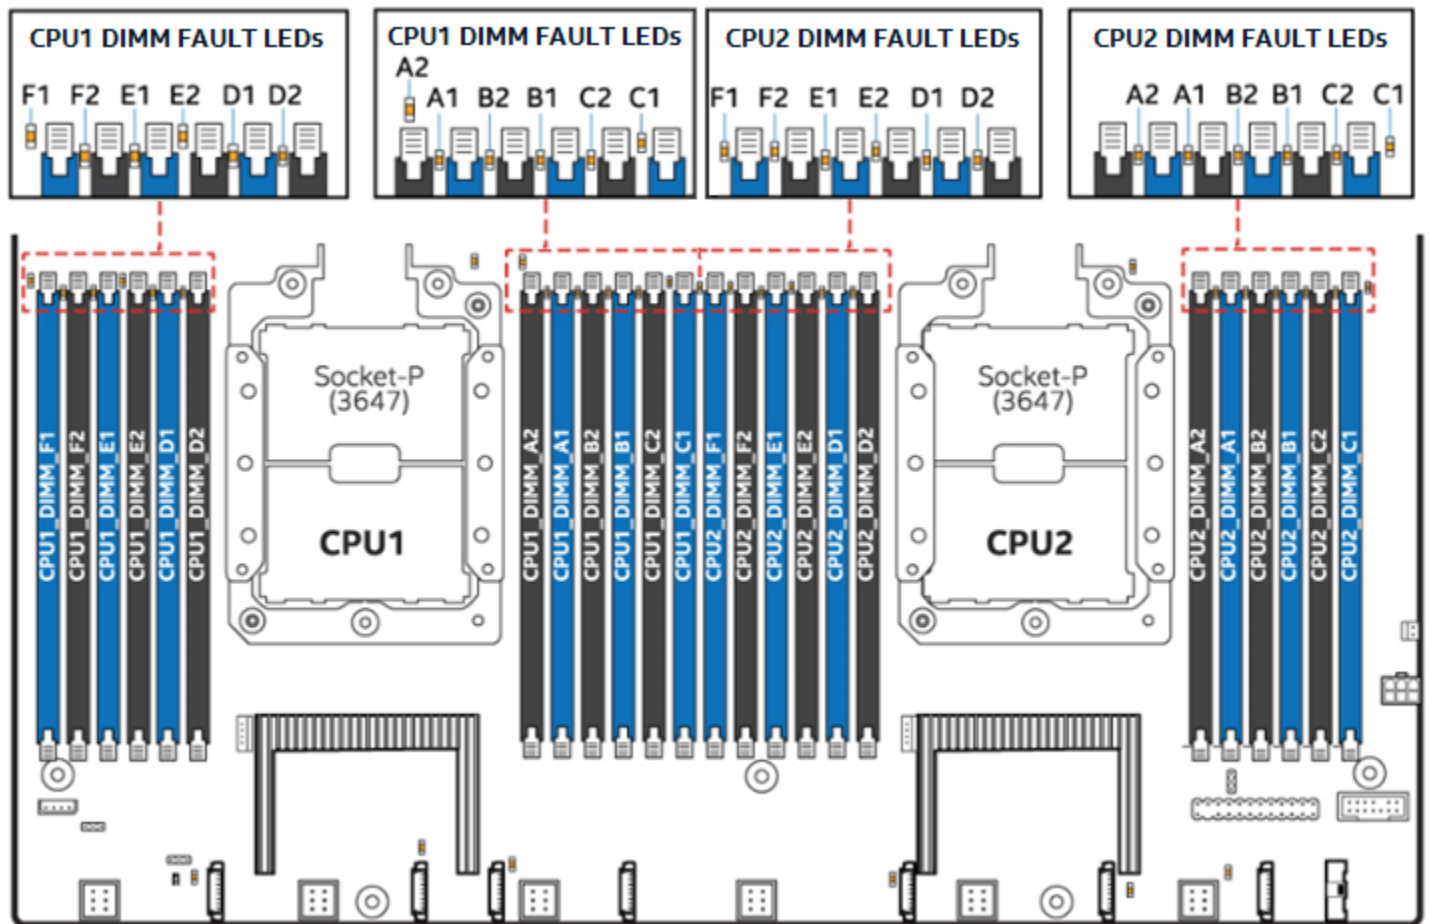 CPU1 DIMM FAULT LEDs
F1 F2 E1 E2 D1 D2
CPU1 DIMM FAULT LEDs
A2
A1 B2 B1 C2 C1
CPU2 DIMM FAULT LEDs
F1 F2 E1 E2 D1 D2
CPU2 DIMM FAULT LEDs
A2 A1 B2 B1 C2 C1
CPU1_DIMM_F1
CPU1_DIMM_F2
CPU1_DIMM_E1
CPU1_DIMM_E2
CPU1_DIMM_D1
CPU1_DIMM_D2
Socket-P
(3647)
CPU1
CPU1_DIMM_A2
CPU1_DIMM_A1
CPU1_DIMM_B2
CPU1_DIMM_B1
CPU1_DIMM_C2
CPU1_DIMM_C1
CPU2_DIMM_F1
CPU2_DIMM_F2
CPU2_DIMM_E1
CPU2_DIMM_E2
CPU2_DIMM_D1
CPU2_DIMM_D2
Socket-P
(3647)
CPU2
CPU2_DIMM_A2
CPU2_DIMM_A1
CPU2_DIMM_B2
CPU2_DIMM_B1
CPU2_DIMM_C2
CPU2_DIMM_C1